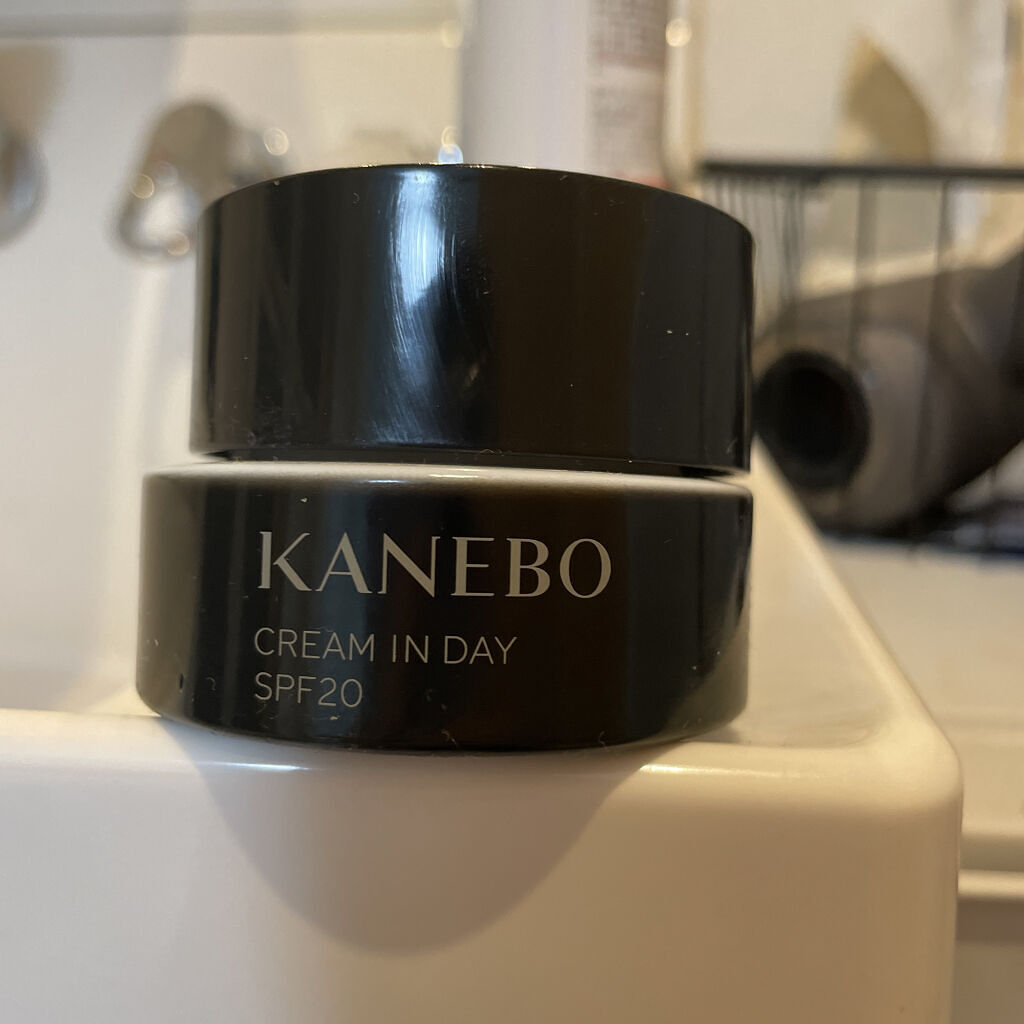 KANEBO
CREAM IN DAY
SPF20